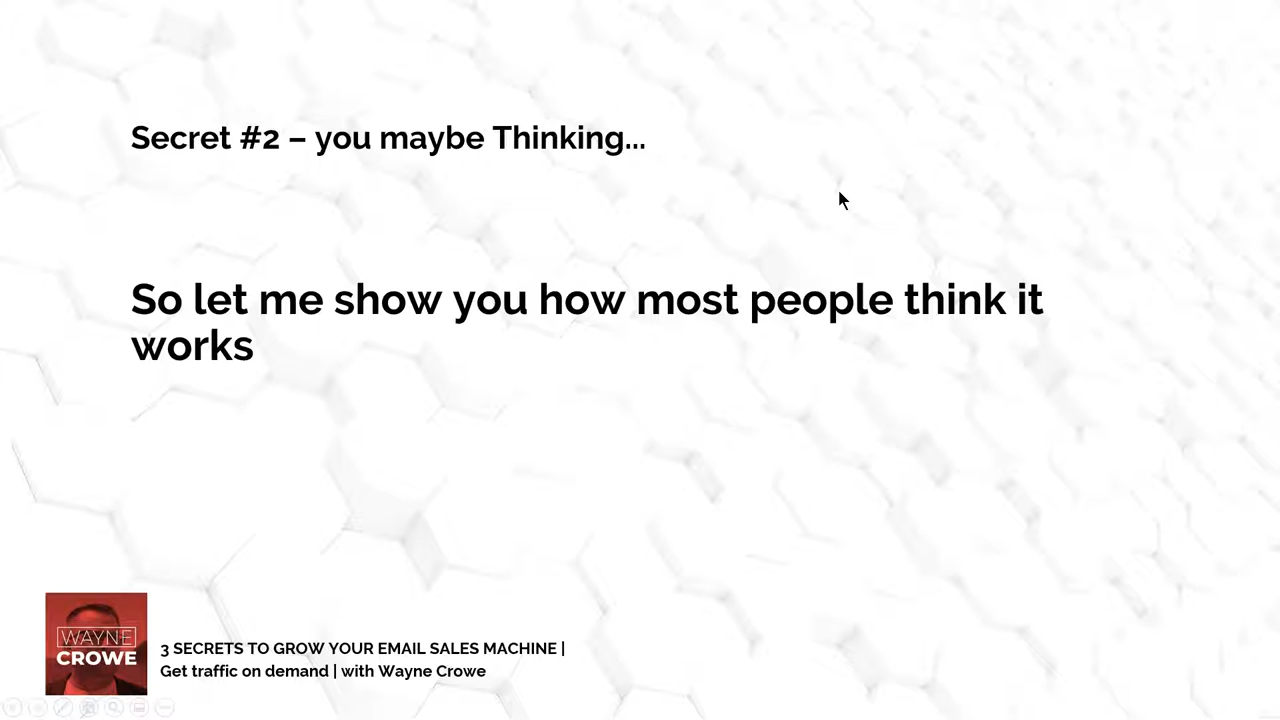 Secret #2 – you maybe Thinking...
So let me show you how most people think it
works
WAYNE
CROWE
3 SECRETS TO GROW YOUR EMAIL SALES MACHINE |
Get traffic on demand | with Wayne Crowe